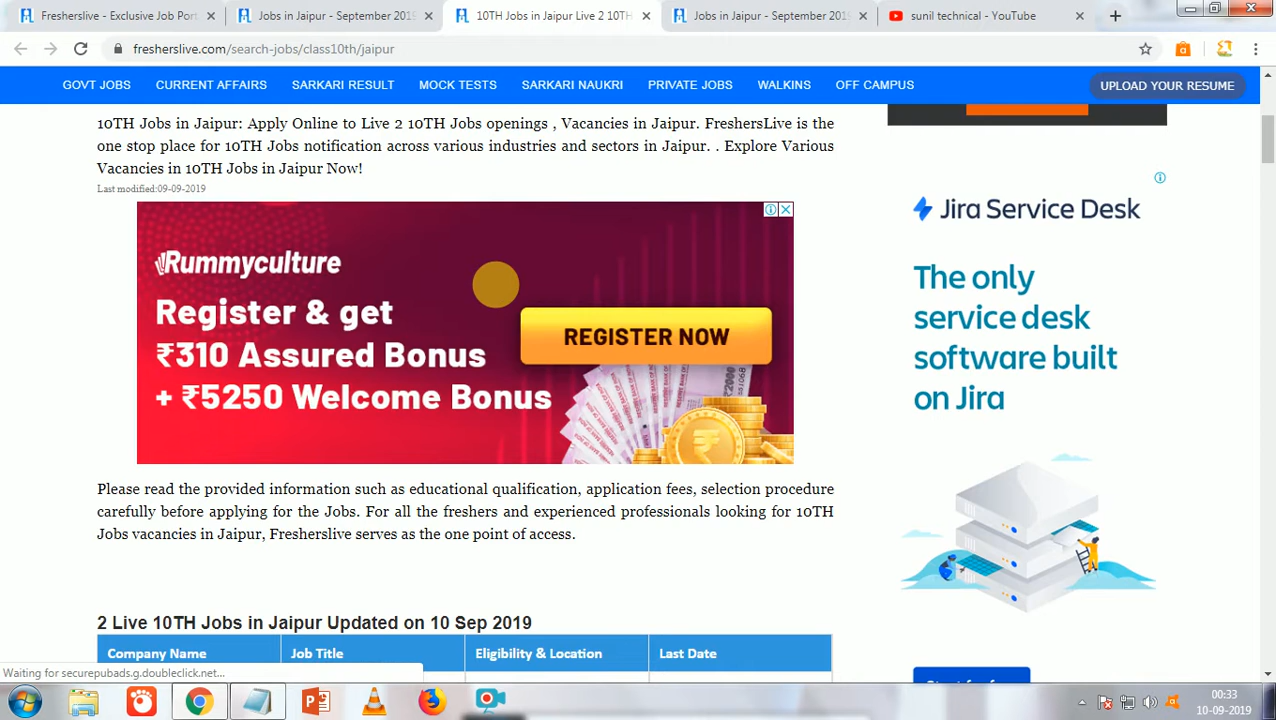 Fresherslive - Exclusive Job Port
Jobs in Jaipur - September 2019
10TH Jobs in Jaipur Live 2 10TH
Jobs in Jaipur - September 2019
sunil technical - YouTube
fresherslive.com/search-jobs/class10th/jaipur
GOVT JOBS CURRENT AFFAIRS SARKARI RESULT MOCK TESTS SARKARI NAUKRI PRIVATE JOBS WALKINS OFF CAMPUS UPLOAD YOUR RESUME
10TH Jobs in Jaipur: Apply Online to Live 2 10TH Jobs openings , Vacancies in Jaipur. FreshersLive is the
one stop place for 10TH Jobs notification across various industries and sectors in Jaipur. . Explore Various
Vacancies in 10TH Jobs in Jaipur Now!
Last modified:09-09-2019
Rummyculture
Register & get
₹310 Assured Bonus
+ ₹5250 Welcome Bonus
REGISTER NOW
Jira Service Desk
The only
service desk
software built
on Jira
Please read the provided information such as educational qualification, application fees, selection procedure
carefully before applying for the Jobs. For all the freshers and experienced professionals looking for 10TH
Jobs vacancies in Jaipur, Fresherslive serves as the one point of access.
2 Live 10TH Jobs in Jaipur Updated on 10 Sep 2019
Company Name Job Title Eligibility & Location Last Date
Waiting for securepubads.g.doubleclick.net...
00:33
10-09-2019